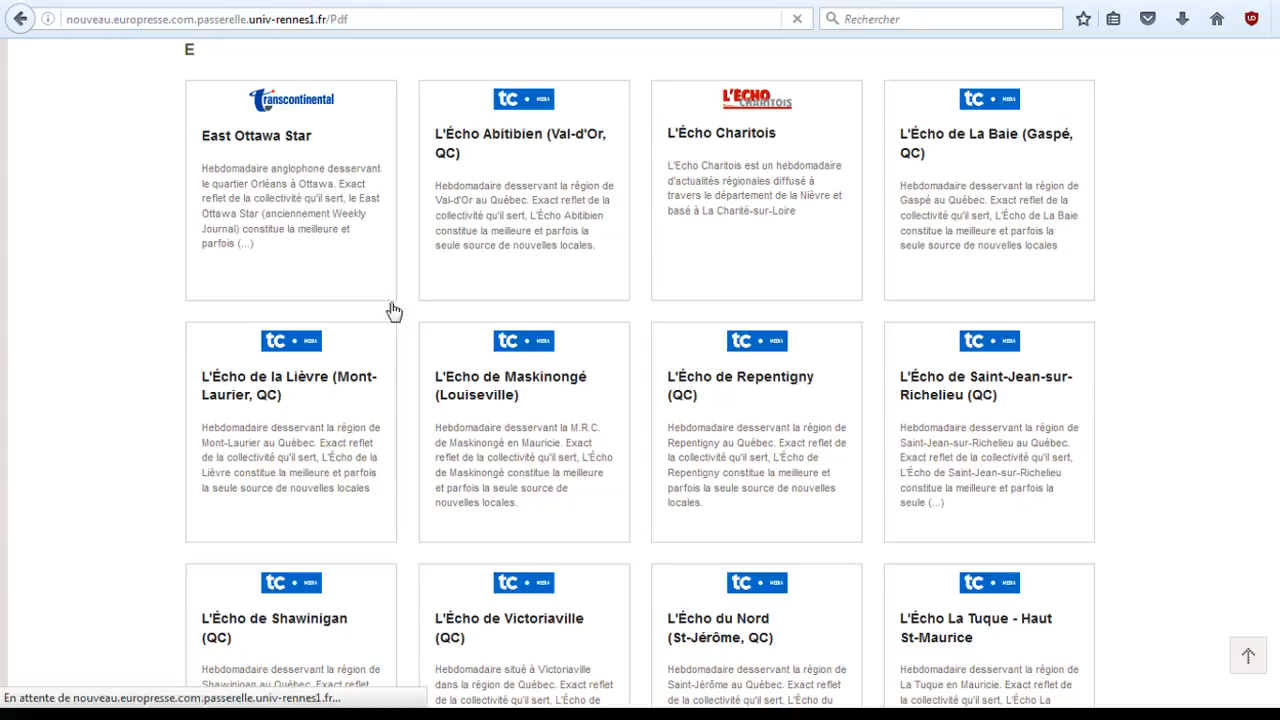 nouveau.europresse.com.passerelle.univ-rennes1.fr/Pdf
Rechercher
E
Transcontinental
East Ottawa Star
Hebdomadaire anglophone desservant
le quartier Orléans à Ottawa. Exact
reflet de la collectivité qu'il sert, le East
Ottawa Star (anciennement Weekly
Journal) constitue la meilleure et
parfois (...)
tc • MEDIA
L'Écho Abitibien (Val-d'Or,
QC)
Hebdomadaire desservant la région de
Val-d'Or au Québec. Exact reflet de la
collectivité qu'il sert, L'Écho Abitibien
constitue la meilleure et parfois la
seule source de nouvelles locales.
L'ECHO
CHARITOIS
L'Écho Charitois
L'Echo Charitois est un hebdomadaire
d'actualités régionales diffusé à
travers le département de la Nièvre et
basé à La Charité-sur-Loire
tc • MEDIA
L'Écho de La Baie (Gaspé,
QC)
Hebdomadaire desservant la région de
Gaspé au Québec. Exact reflet de la
collectivité qu'il sert, L'Écho de La Baie
constitue la meilleure et parfois la
seule source de nouvelles locales
tc • MEDIA
L'Écho de la Lièvre (Mont-
Laurier, QC)
Hebdomadaire desservant la région de
Mont-Laurier au Québec. Exact reflet
de la collectivité qu'il sert, L'Écho de la
Lièvre constitue la meilleure et parfois
la seule source de nouvelles locales
tc • MEDIA
L'Echo de Maskinongé
(Louiseville)
Hebdomadaire desservant la M.R.C.
de Maskinongé en Mauricie. Exact
reflet de la collectivité qu'il sert, L'Écho
de Maskinongé constitue la meilleure
et parfois la seule source de
nouvelles locales.
tc • MEDIA
L'Écho de Repentigny
(QC)
Hebdomadaire desservant la région de
Repentigny au Québec. Exact reflet de
la collectivité qu'il sert, L'Écho de
Repentigny constitue la meilleure et
parfois la seule source de nouvelles
locales.
tc • MEDIA
L'Écho de Saint-Jean-sur-
Richelieu (QC)
Hebdomadaire desservant la région de
Saint-Jean-sur-Richelieu au Québec.
Exact reflet de la collectivité qu'il sert,
L'Écho de Saint-Jean-sur-Richelieu
constitue la meilleure et parfois la
seule (...)
tc • MEDIA
L'Écho de Shawinigan
(QC)
Hebdomadaire desservant la région de
Shawinigan au Québec. Exact reflet
tc • MEDIA
L'Écho de Victoriaville
(QC)
Hebdomadaire situé à Victoriaville
dans la région de Québec. Exact reflet
de la collectivité qu'il sert, L'Écho de
tc • MEDIA
L'Écho du Nord
(St-Jérôme, QC)
Hebdomadaire desservant la région de
Saint-Jérôme au Québec. Exact reflet
de la collectivité qu'il sert, L'Écho du
tc • MEDIA
L'Écho La Tuque - Haut
St-Maurice
Hebdomadaire desservant la région de
La Tuque en Mauricie. Exact reflet de
la collectivité qu'il sert, L'Écho La
En attente de nouveau.europresse.com.passerelle.univ-rennes1.fr...